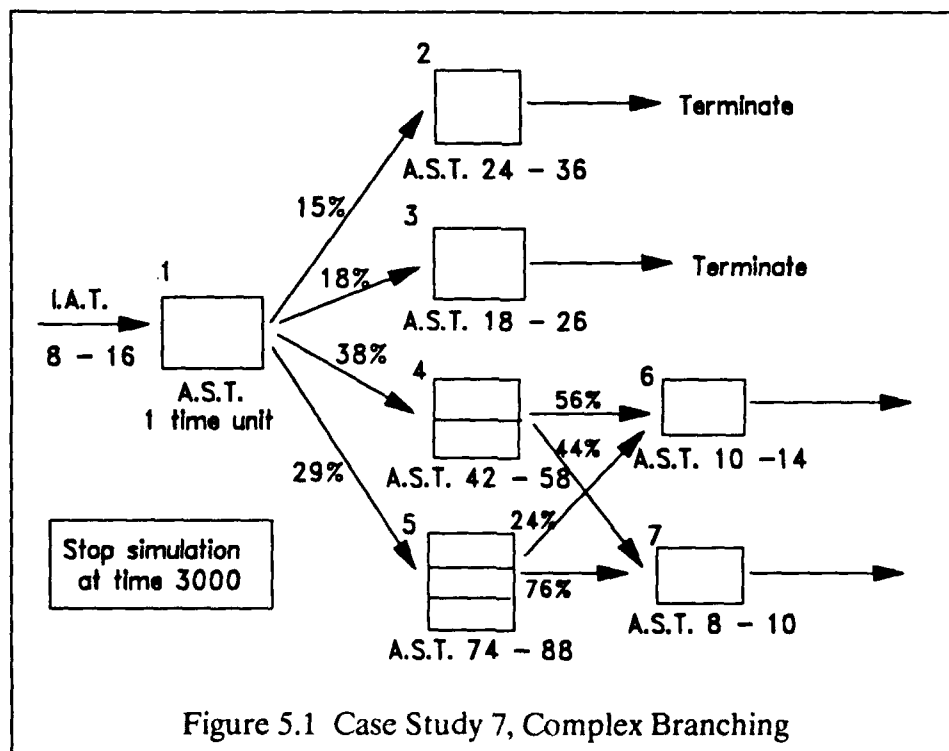 2
Terminate
A.S.T. 24 - 36
15%
3
Terminate
18%
A.S.T. 18 - 26
1
I.A.T.
8 - 16
A.S.T.
1 time unit
38%
4
56%
44%
A.S.T. 42 - 58
6
A.S.T. 10 -14
29%
5
24%
76%
A.S.T. 74 - 88
7
A.S.T. 8 - 10
Stop simulation
at time 3000
Figure 5.1 Case Study 7, Complex Branching